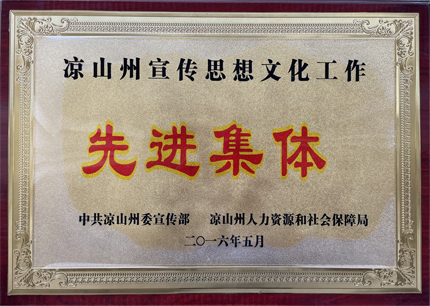 凉山州宣传思想文化工作
先进集体
中共凉山州委宣传部 凉山州人力资源和社会保障局
二〇一六年五月